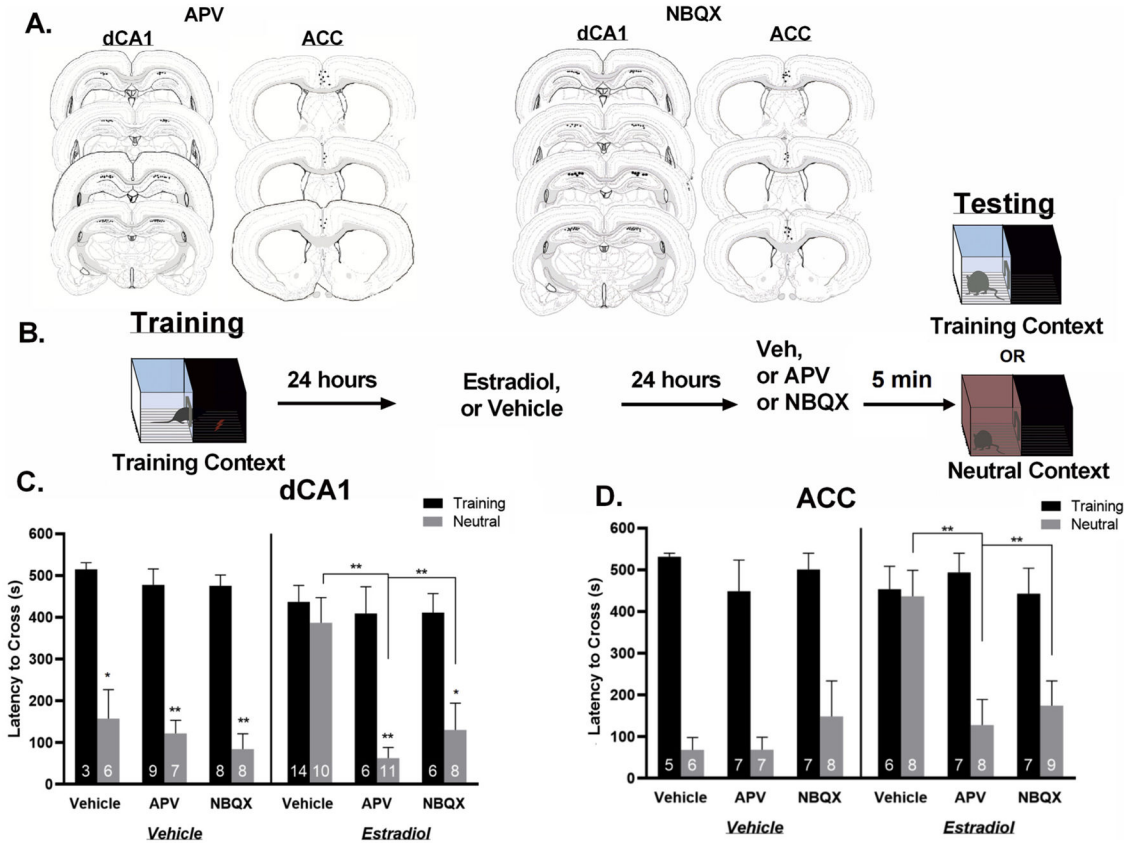 A.
APV
NBQX
dCA1
ACC
dCA1
ACC
Testing
Training Context
OR
Neutral Context
B.
Training
Training Context
24 hours
Estradiol,
or Vehicle
24 hours
Veh,
or APV
or NBQX
5 min
C.
dCA1
Training
Neutral
Latency to Cross (s)
600
500
400
300
200
100
0
* ** ** ** ** ** *
3 6 9 7 8 8 14 10 6 11 6 8
Vehicle APV NBQX Vehicle APV NBQX
Vehicle Estradiol
D.
ACC
Training
Neutral
Latency to Cross (s)
600
500
400
300
200
100
0
** **
5 6 7 7 7 8 6 8 7 8 7 9
Vehicle APV NBQX Vehicle APV NBQX
Vehicle Estradiol